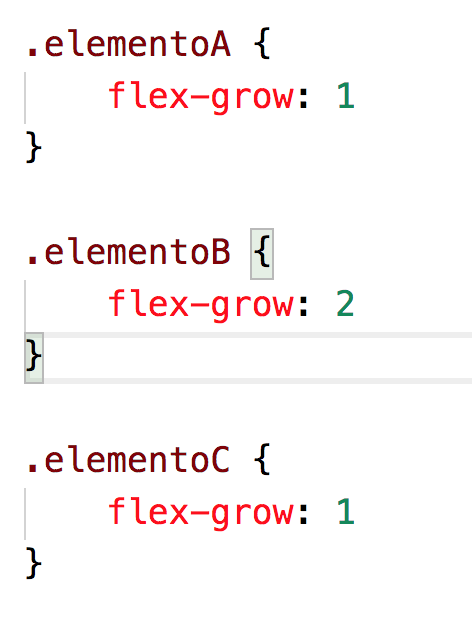 .elementoA {
flex-grow: 1
}
.elementoB {
flex-grow: 2
}
.elementoC {
flex-grow: 1
}